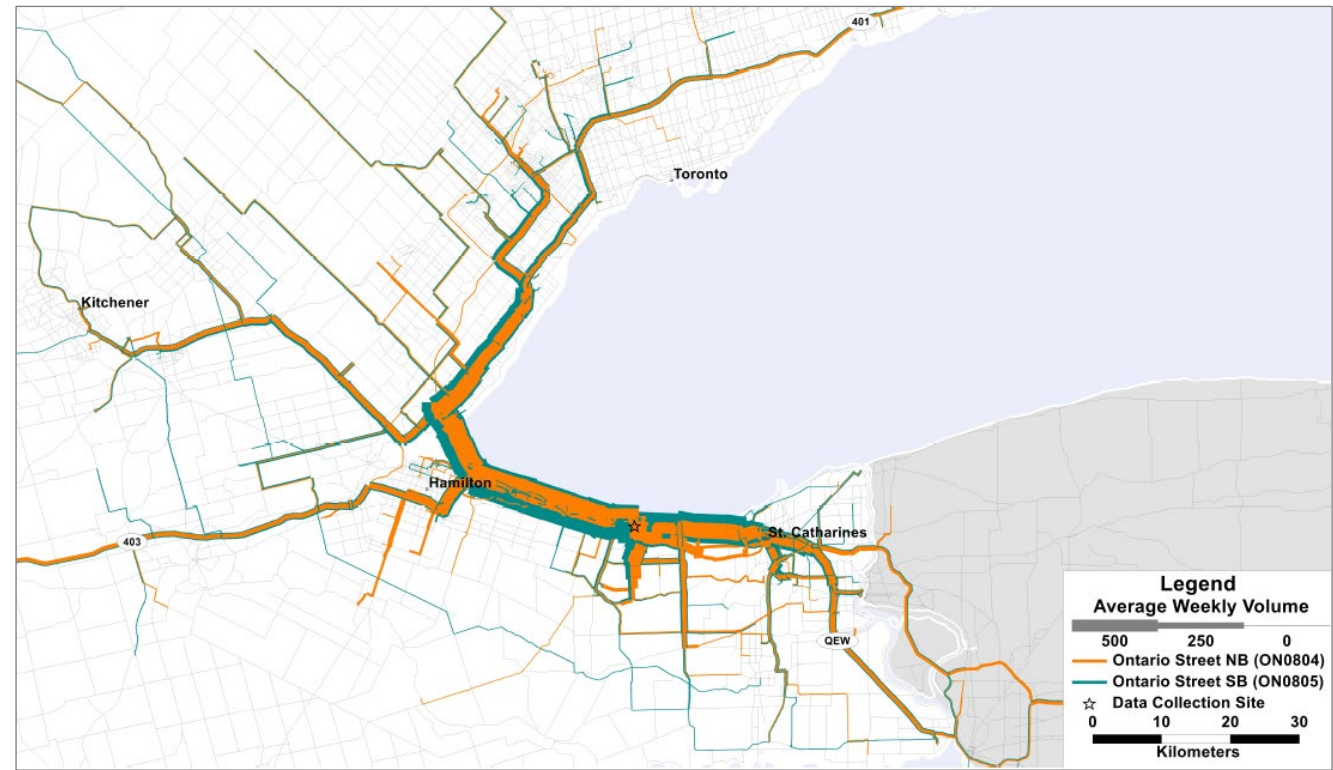 401
Toronto
Kitchener
Hamilton
St. Catharines
403
QEW
Legend
Average Weekly Volume
500 250 0
Ontario Street NB (ON0804)
Ontario Street SB (ON0805)
Data Collection Site
0 10 20 30
Kilometers